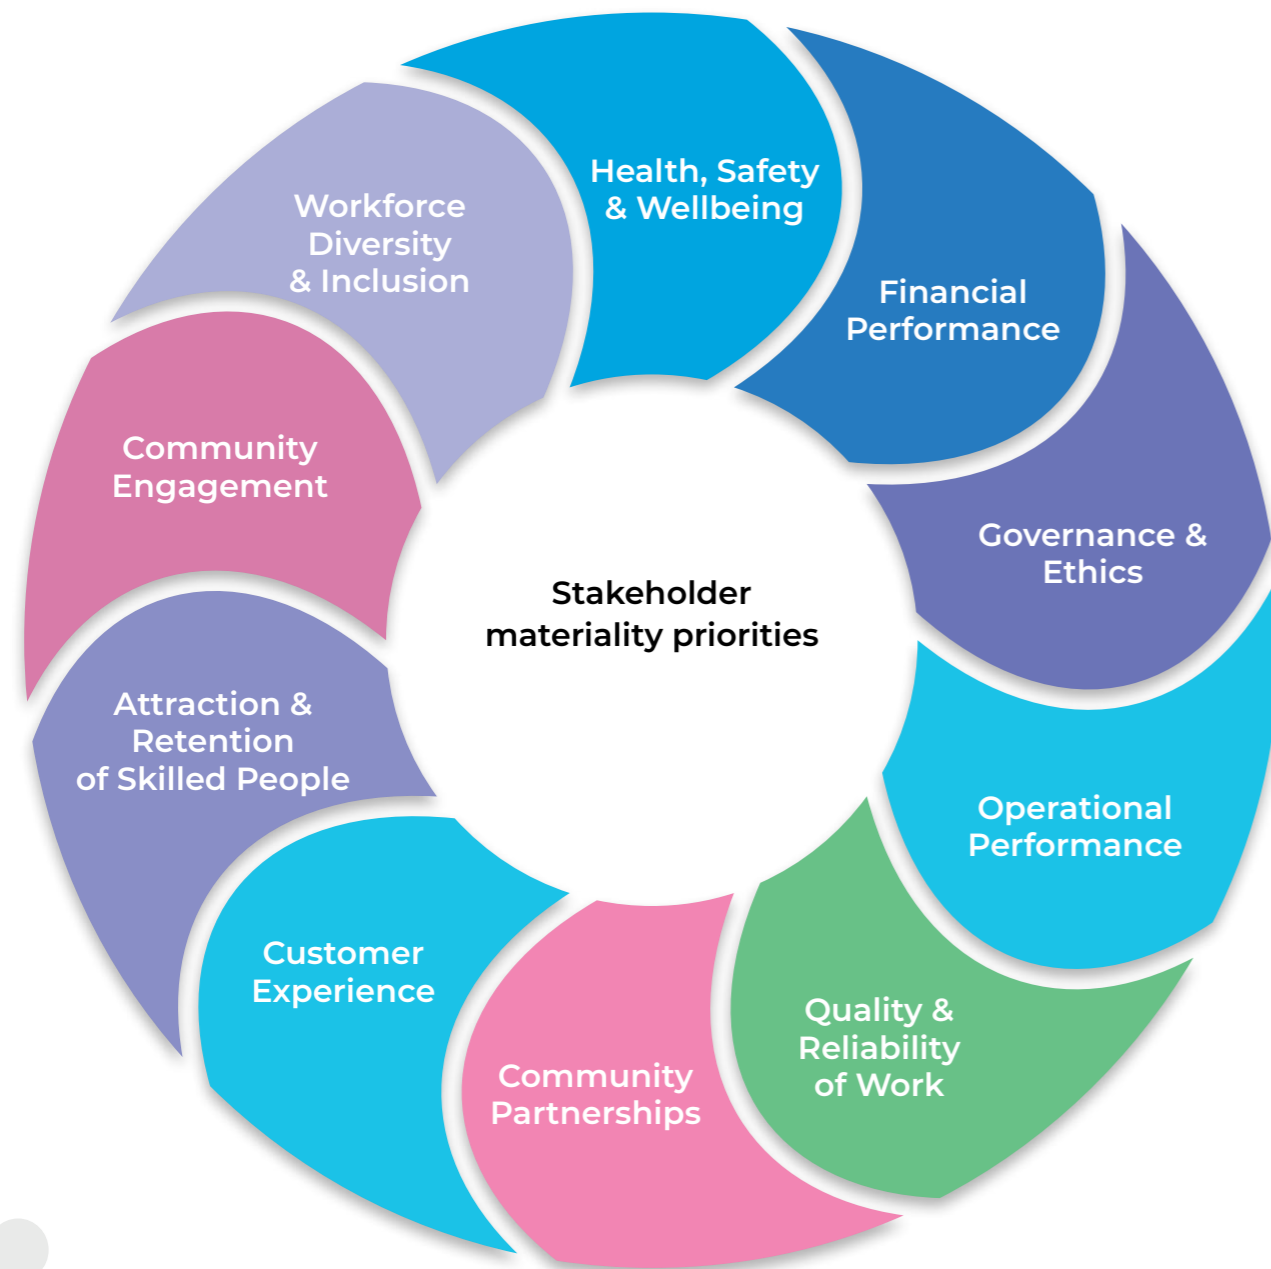 Health, Safety
& Wellbeing
Financial
Performance
Governance &
Ethics
Operational
Performance
Quality &
Reliability
of Work
Community
Partnerships
Customer
Experience
Attraction &
Retention
of Skilled People
Community
Engagement
Workforce
Diversity
& Inclusion
Stakeholder
materiality priorities